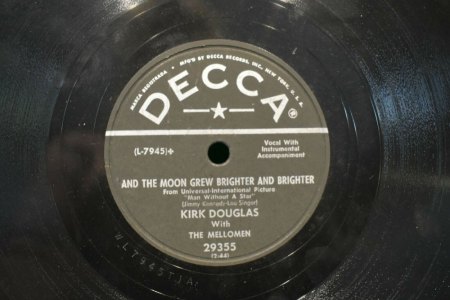 MARCA REGISTRADA • MF'D BY DECCA RECORDS, INC., NEW YORK, U.S.A.
DECCA®
(L-7945)+
Vocal With
Instrumental
Accompaniment
AND THE MOON GREW BRIGHTER AND BRIGHTER
From Universal-International Picture
"Man Without A Star"
(Jimmy Kennedy-Lou Singer)
KIRK DOUGLAS
With
THE MELLOMEN
29355
(2:44)